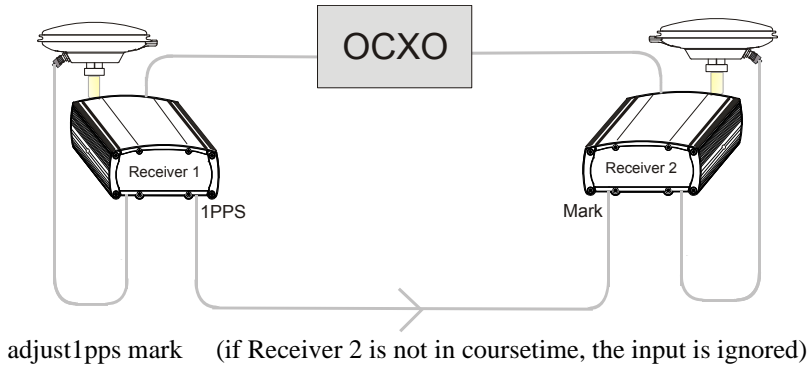 OCXO
Receiver 1
Receiver 2
1PPS
Mark
adjust1pps mark (if Receiver 2 is not in coursetime, the input is ignored)